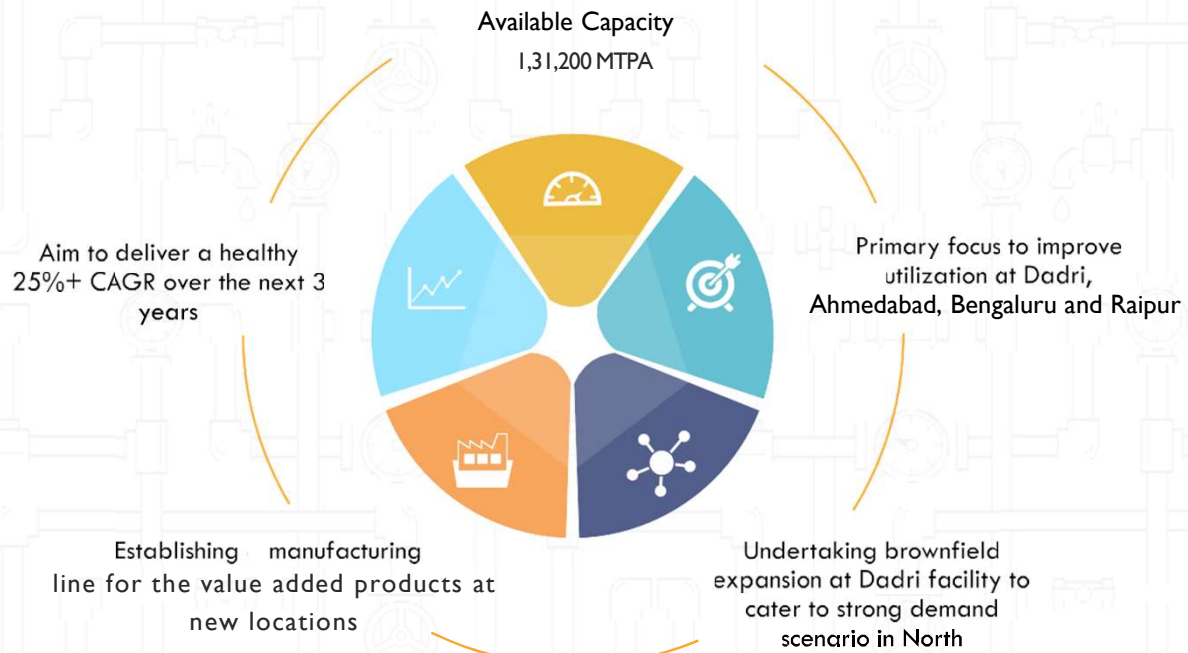 Available Capacity
1,31,200 MTPA
Aim to deliver a healthy
25%+ CAGR over the next 3
years
Primary focus to improve
utilization at Dadri,
Ahmedabad, Bengaluru and Raipur
Establishing manufacturing
line for the value added products at
new locations
Undertaking brownfield
expansion at Dadri facility to
cater to strong demand
scenario in North